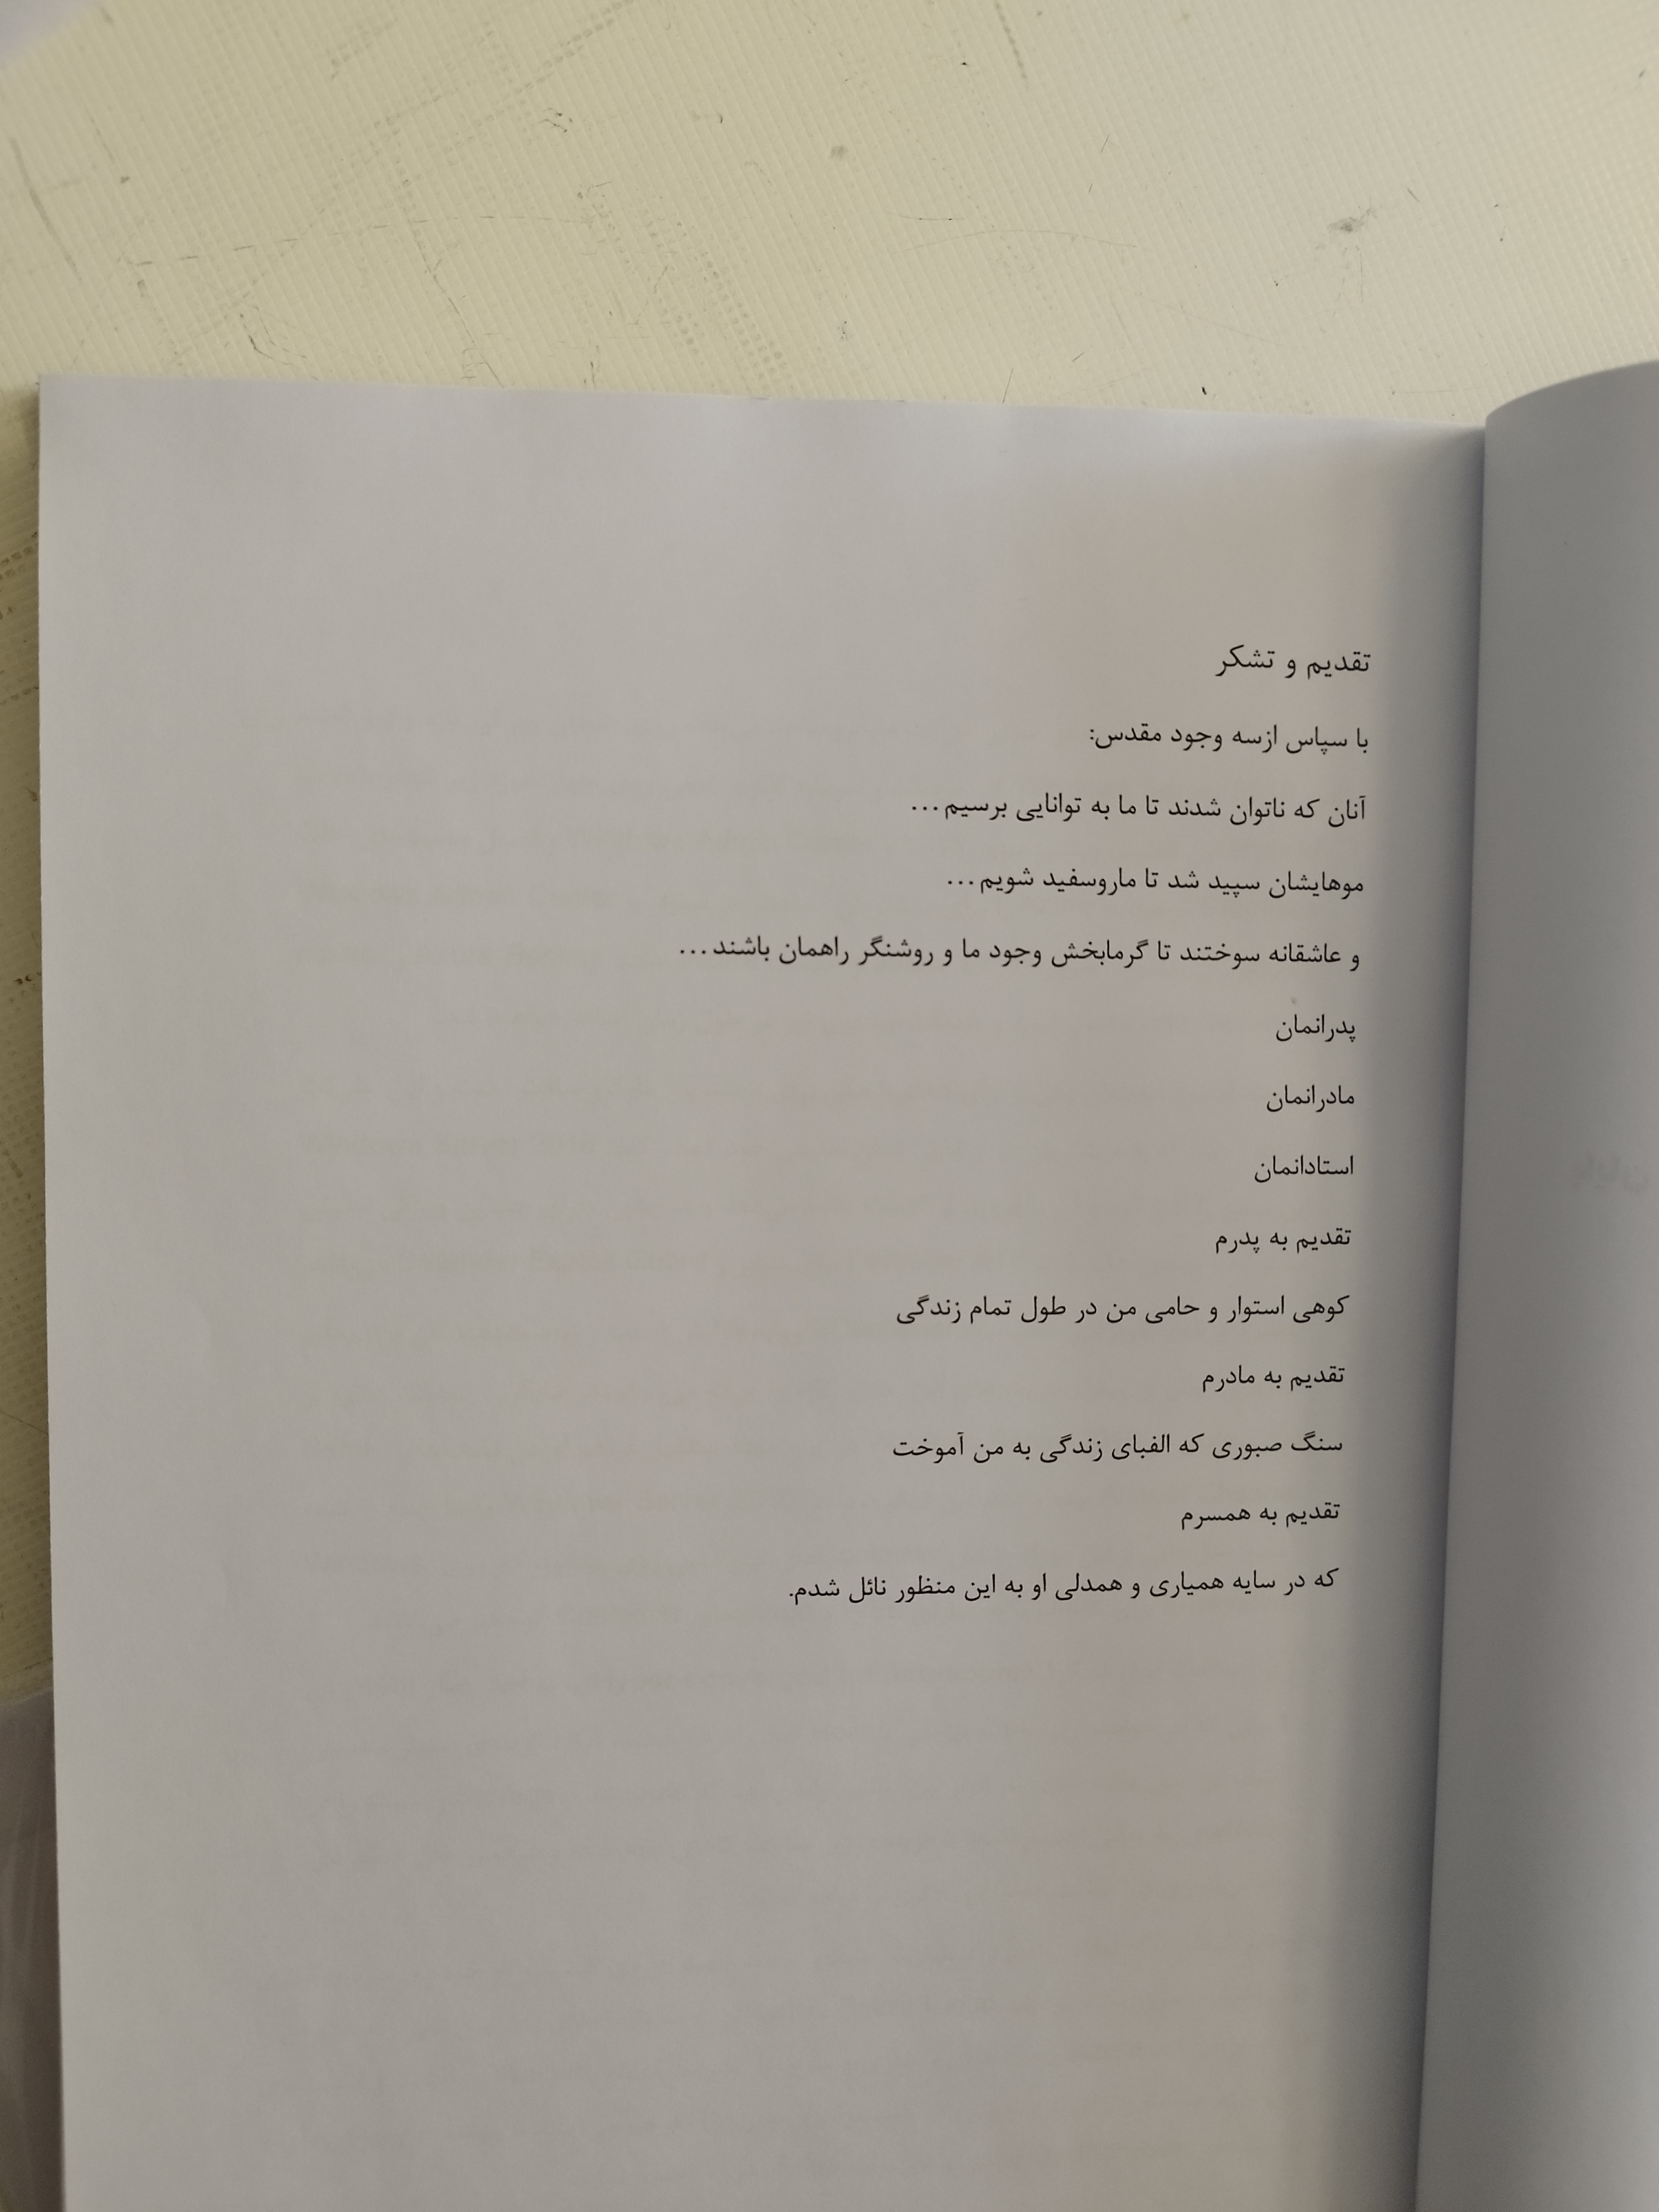 تقدیم و تشکر
با سپاس ازسه وجود مقدس:
آنان که ناتوان شدند تا ما به توانایی برسیم...
موهایشان سپید شد تا ماروسفید شویم...
و عاشقانه سوختند تا گرمابخش وجود ما و روشنگر راهمان باشند...
پدرانمان
مادرانمان
استادانمان
تقدیم به پدرم
کوهی استوار و حامی من در طول تمام زندگی
تقدیم به مادرم
سنگ صبوری که الفبای زندگی به من آموخت
تقدیم به همسرم
که در سایه همیاری و همدلی او به این منظور نائل شدم.